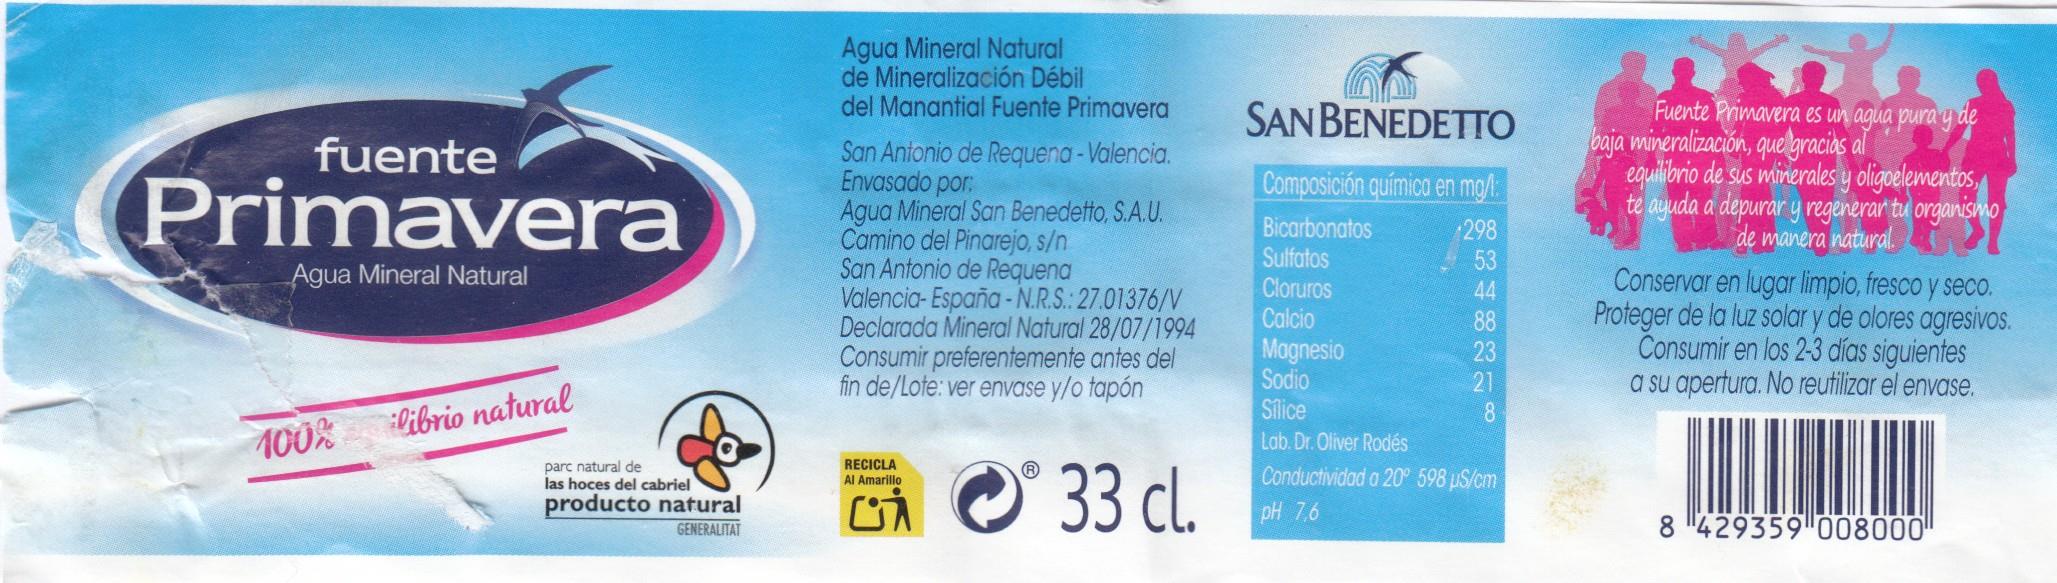 fuente
Primavera
Agua Mineral Natural
100% equilibrio natural
parc natural de
las hoces del cabriel
producto natural
GENERALITAT
Agua Mineral Natural
de Mineralización Débil
del Manantial Fuente Primavera
San Antonio de Requena - Valencia.
Envasado por:
Agua Mineral San Benedetto, S.A.U.
Camino del Pinarejo, s/n
San Antonio de Requena
Valencia- España - N.R.S.: 27.01376/V
Declarada Mineral Natural 28/07/1994
Consumir preferentemente antes del
fin de/Lote: ver envase y/o tapón
RECICLA
Al Amarillo
® 33 cl.
SAN BENEDETTO
Composición química en mg/l:
Bicarbonatos 298
Sulfatos 53
Cloruros 44
Calcio 88
Magnesio 23
Sodio 21
Sílice 8
Lab. Dr. Oliver Rodés
Conductividad a 20º 598 µS/cm
pH 7,6
Fuente Primavera es un agua pura y de
baja mineralización, que gracias al
equilibrio de sus minerales y oligoelementos,
te ayuda a depurar y regenerar tu organismo
de manera natural.
Conservar en lugar limpio, fresco y seco.
Proteger de la luz solar y de olores agresivos.
Consumir en los 2-3 días siguientes
a su apertura. No reutilizar el envase.
8 429359 008000